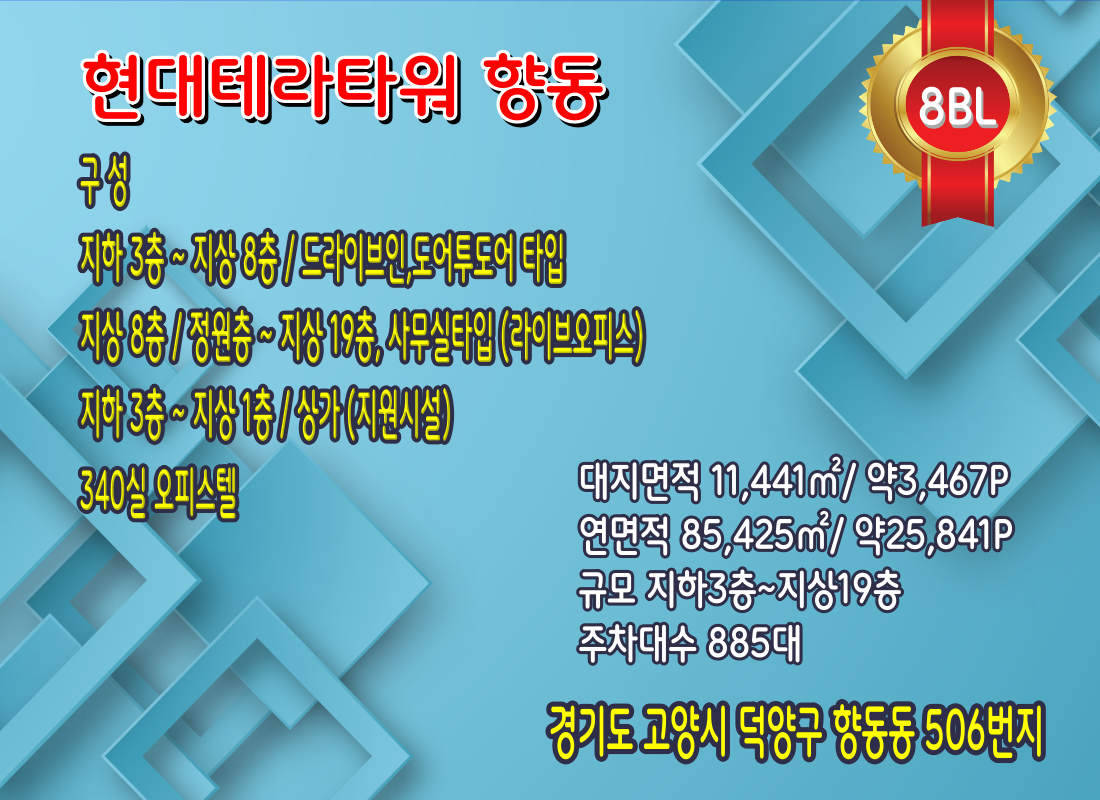 현대테라타워 향동
8BL
구 성
지하 3층 ~ 지상 8층 / 드라이브인,도어투도어 타입
지상 8층 / 정원층 ~ 지상 19층, 사무실타입 (라이브오피스)
지하 3층 ~ 지상 1층 / 상가 (지원시설)
340실 오피스텔
대지면적 11,441㎡/ 약3,467P
연면적 85,425㎡/ 약25,841P
규모 지하3층~지상19층
주차대수 885대
경기도 고양시 덕양구 향동동 506번지